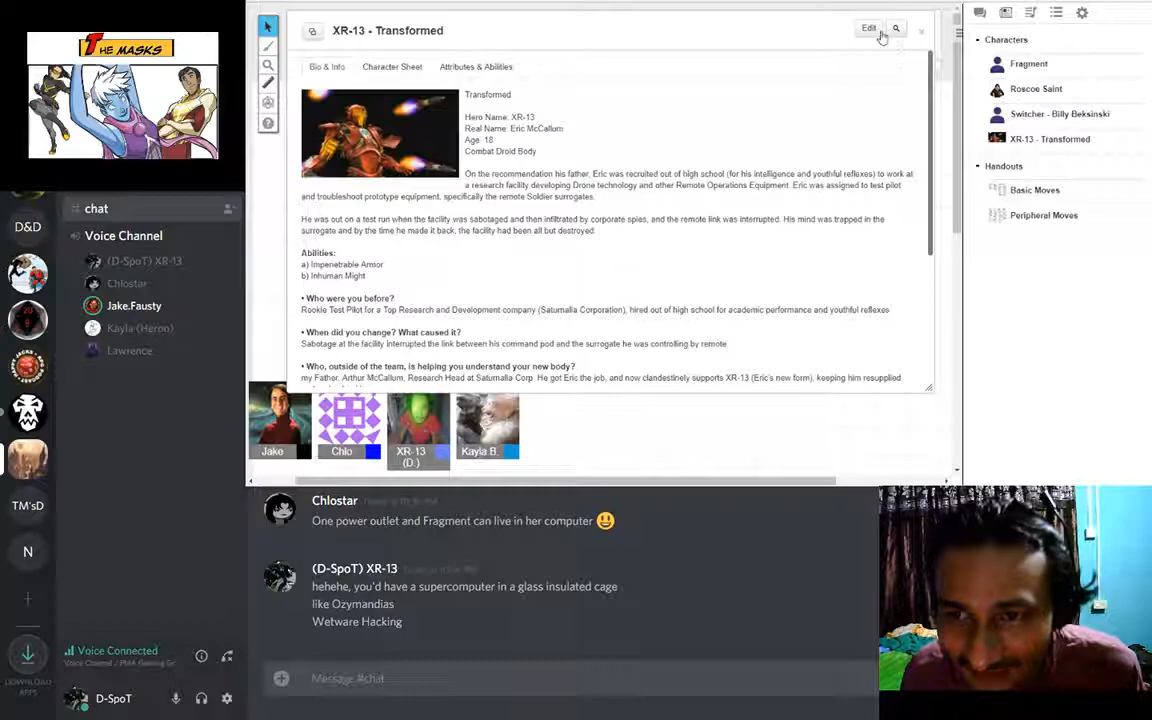 THE MASKS
XR-13 - Transformed
Edit
Bio & Info
Character Sheet
Attributes & Abilities
Transformed
Hero Name: XR-13
Real Name: Eric McCallum
Age: 18
Combat Droid Body
On the recommendation his father, Eric was recruited out of high school (for his intelligence and youthful reflexes) to work at
a research facility developing Drone technology and other Remote Operations Equipment. Eric was assigned to test pilot
and troubleshoot prototype equipment, specifically the remote Soldier surrogates.
He was out on a test run when the facility was sabotaged and then infiltrated by corporate spies, and the remote link was interrupted. His mind was trapped in the
surrogate and by the time he made it back, the facility had been all but destroyed.
Abilities:
a) Impenetrable Armor
b) Inhuman Might
• Who were you before?
Rookie Test Pilot for a Top Research and Development company (Saturnalia Corporation), hired out of high school for academic performance and youthful reflexes
• When did you change? What caused it?
Sabotage at the facility interrupted the link between his command pod and the surrogate he was controlling by remote
• Who, outside of the team, is helping you understand your new body?
my Father, Arthur McCallum, Research Head at Saturnalia Corp. He got Eric the job, and now clandestinely supports XR-13 (Eric's new form), keeping him resupplied
Characters
Fragment
Roscoe Saint
Switcher - Billy Beksinski
XR-13 - Transformed
Handouts
Basic Moves
Peripheral Moves
# chat
Voice Channel
(D-SpoT) XR-13
Chlostar
Jake.Fausty
Kayla (Heron)
Lawrence
D&D
TM'sD
N
DOWNLOAD
APPS
Voice Connected
D-SpoT
Jake
Chlo
XR-13
(D.)
Kayla B.
Chlostar
One power outlet and Fragment can live in her computer
(D-SpoT) XR-13
hehehe, you'd have a supercomputer in a glass insulated cage
like Ozymandias
Wetware Hacking
Message #chat